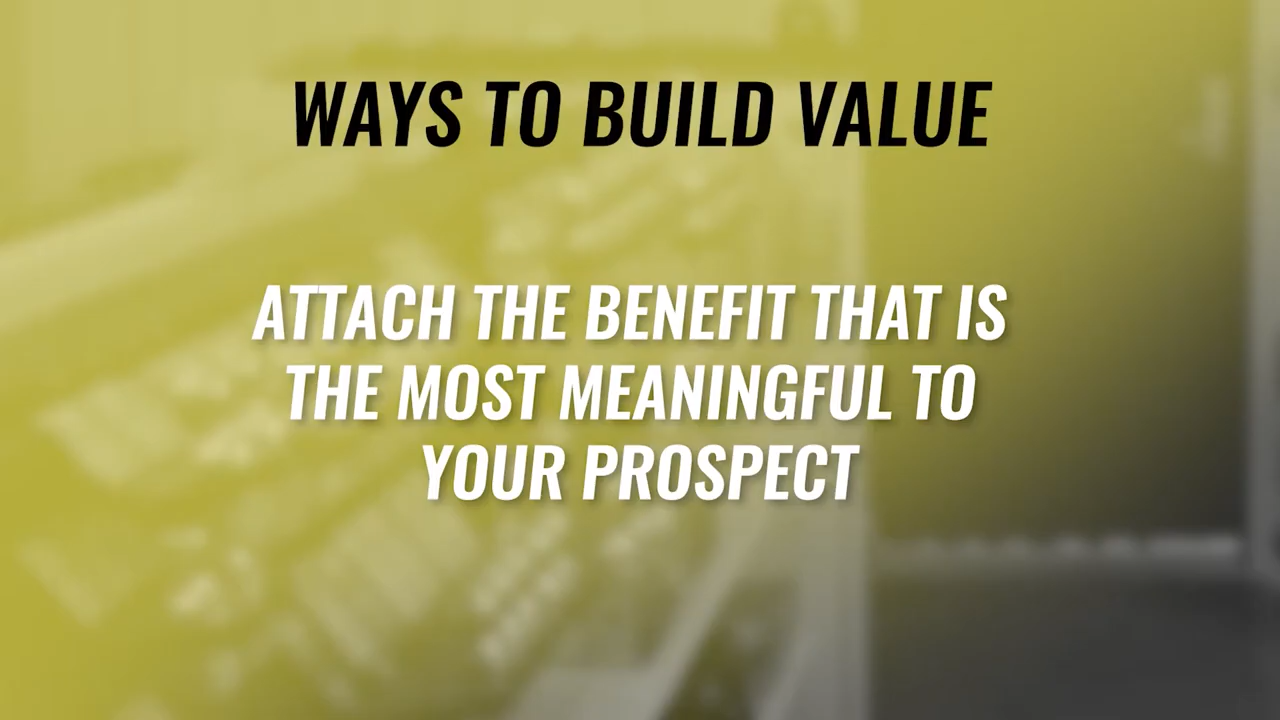 WAYS TO BUILD VALUE
ATTACH THE BENEFIT THAT IS
THE MOST MEANINGFUL TO
YOUR PROSPECT